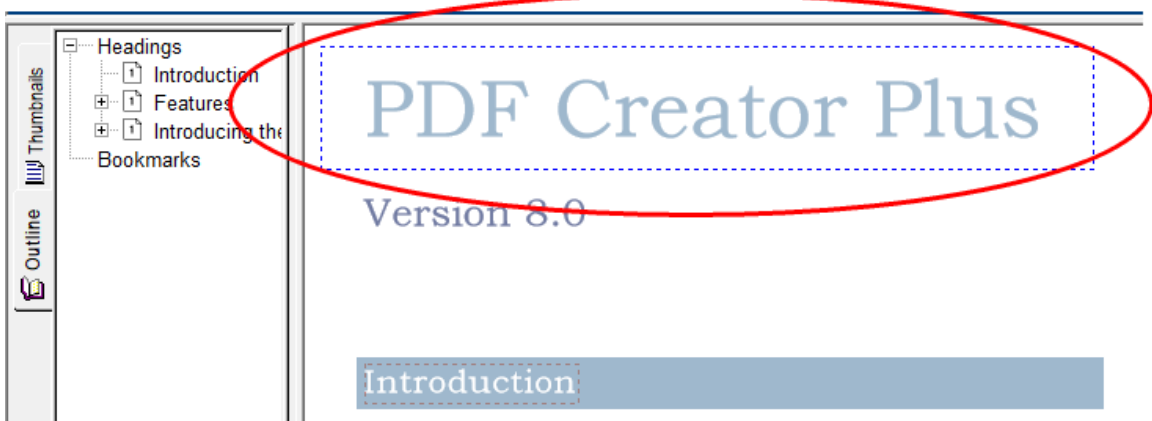 Thumbnails
Outline
Headings
Introduction
Features
Introducing the
Bookmarks
PDF Creator Plus
Version 8.0
Introduction